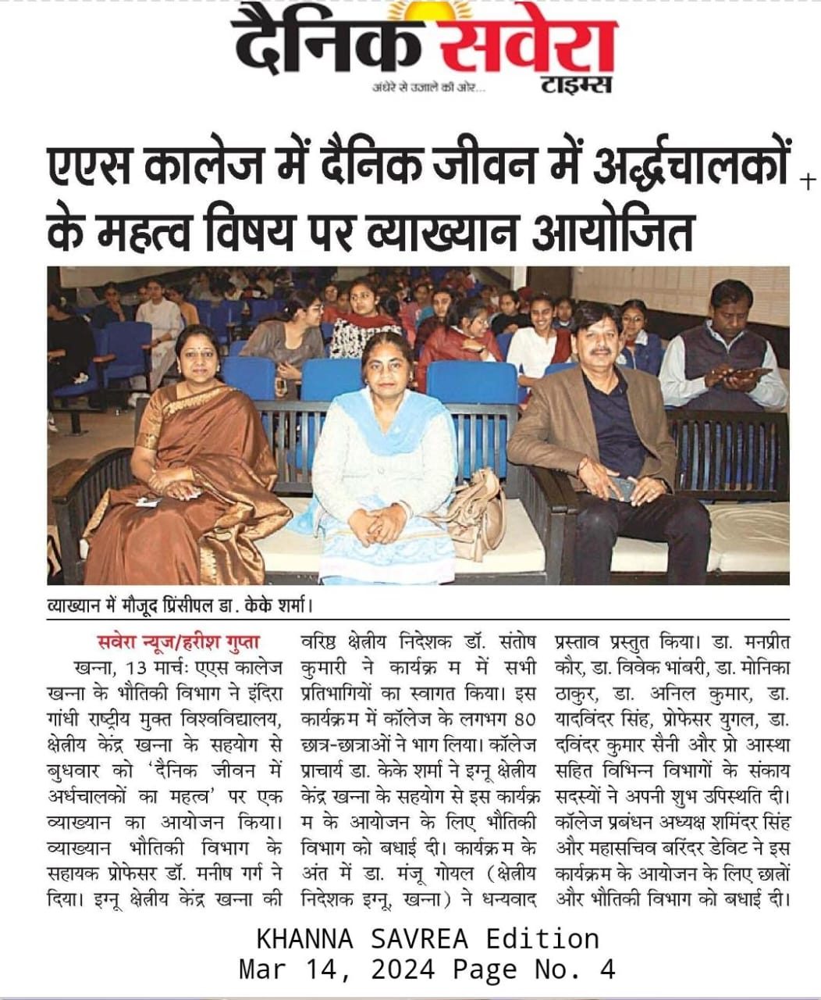 दैनिक सवेरा
टाइम्स
अंधेरे से उजाले की ओर...
एएस कालेज में दैनिक जीवन में अर्द्धचालकों
के महत्व विषय पर व्याख्यान आयोजित
व्याख्यान में मौजूद प्रिंसीपल डा. केके शर्मा।
सवेरा न्यूज/हरीश गुप्ता
खन्ना, 13 मार्चः एएस कालेज
खन्ना के भौतिकी विभाग ने इंदिरा
गांधी राष्ट्रीय मुक्त विश्वविद्यालय,
क्षेत्रीय केंद्र खन्ना के सहयोग से
बुधवार को 'दैनिक जीवन में
अर्धचालकों का महत्व' पर एक
व्याख्यान का आयोजन किया।
व्याख्यान भौतिकी विभाग के
सहायक प्रोफेसर डॉ. मनीष गर्ग ने
दिया। इग्नू क्षेत्रीय केंद्र खन्ना की
वरिष्ठ क्षेत्रीय निदेशक डॉ. संतोष
कुमारी ने कार्यक्र म में सभी
प्रतिभागियों का स्वागत किया। इस
कार्यक्रम में कॉलेज के लगभग 80
छात्र-छात्राओं ने भाग लिया। कॉलेज
प्राचार्य डा. केके शर्मा ने इग्नू क्षेत्रीय
केंद्र खन्ना के सहयोग से इस कार्यक्र
म के आयोजन के लिए भौतिकी
विभाग को बधाई दी। कार्यक्र म के
अंत में डा. मंजू गोयल (क्षेत्रीय
निदेशक इग्नू, खन्ना) ने धन्यवाद
प्रस्ताव प्रस्तुत किया। डा. मनप्रीत
कौर, डा. विवेक भांबरी, डा. मोनिका
ठाकुर, डा. अनिल कुमार, डा.
यादविंदर सिंह, प्रोफेसर युगल, डा.
दविंदर कुमार सैनी और प्रो आस्था
सहित विभिन्न विभागों के संकाय
सदस्यों ने अपनी शुभ उपस्थति दी।
कॉलेज प्रबंधन अध्यक्ष शमिंदर सिंह
और महासचिव बरिंदर डेविट ने इस
कार्यक्रम के आयोजन के लिए छात्रों
और भौतिकी विभाग को बधाई दी।
KHANNA SAVREA Edition
Mar 14, 2024 Page No. 4